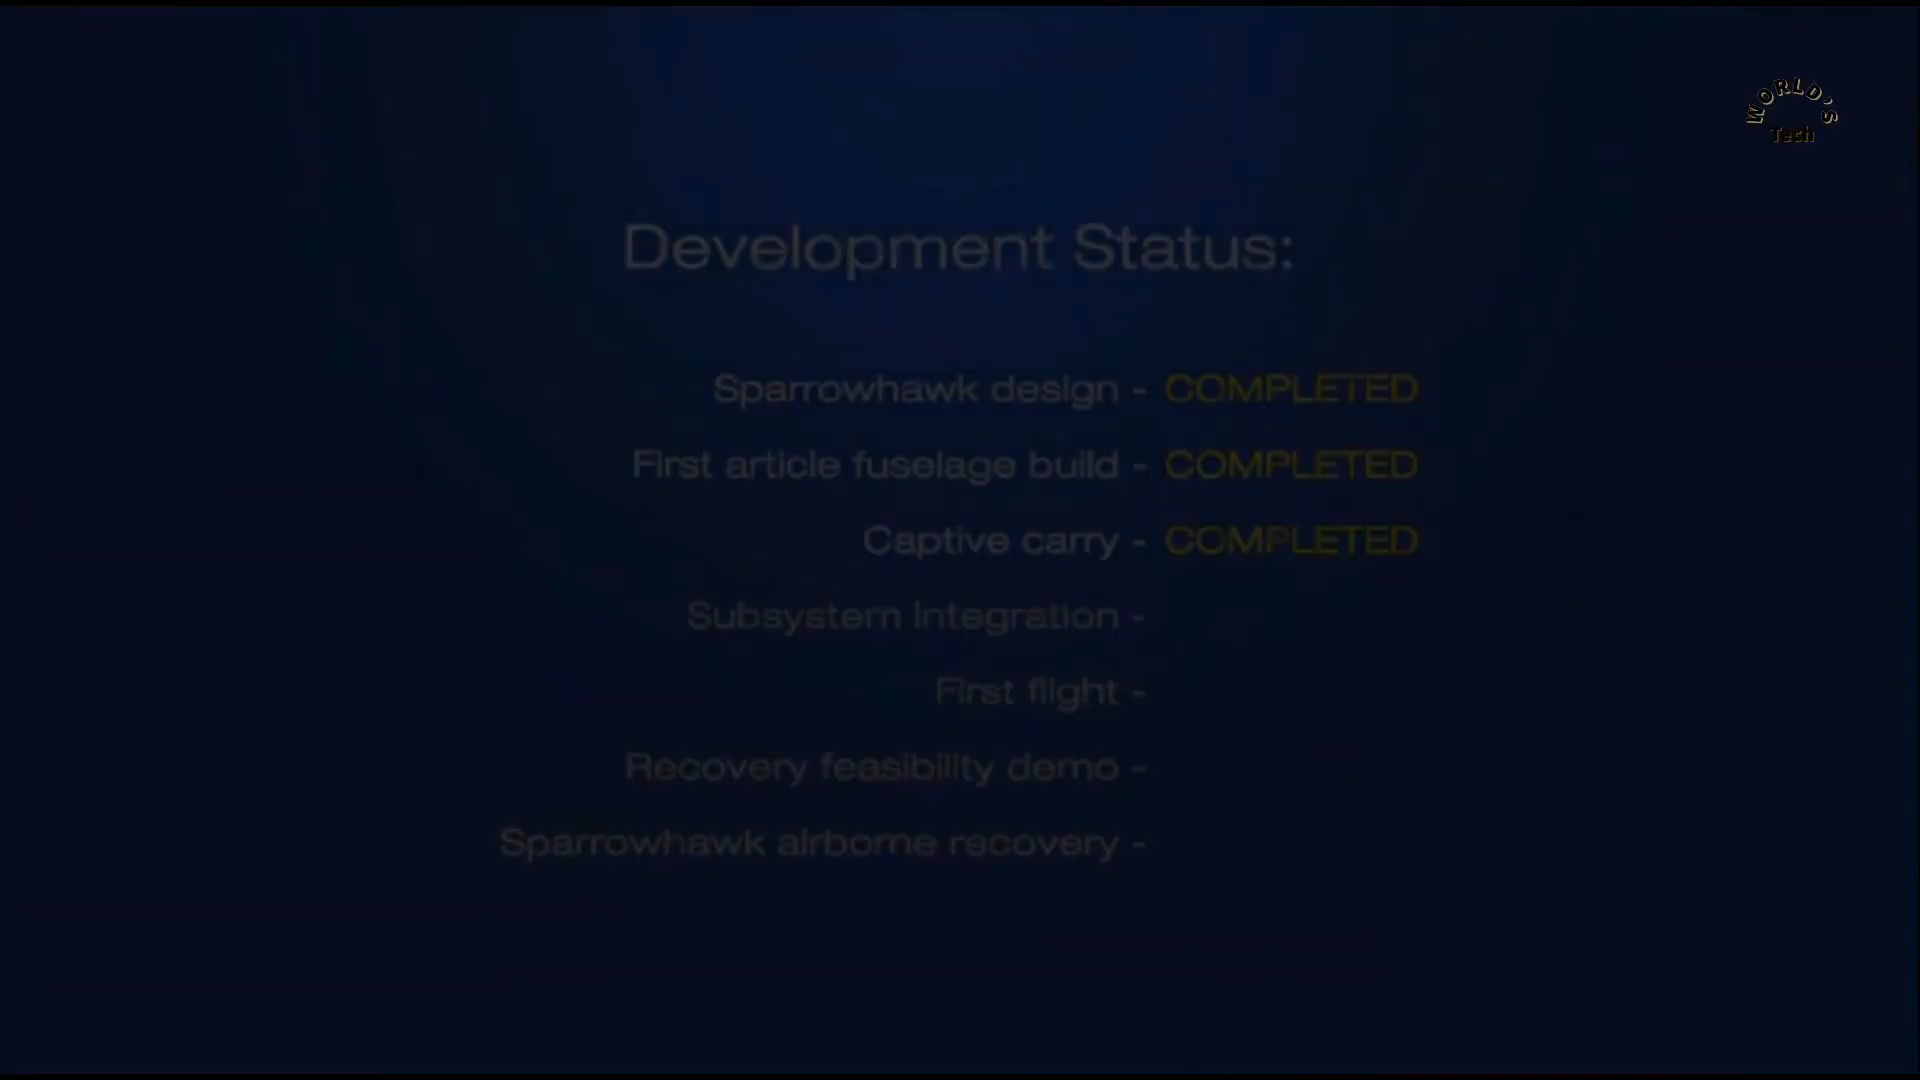 WORLD'S
Tech
Development Status:
Sparrowhawk design - COMPLETED
First article fuselage build - COMPLETED
Captive carry - COMPLETED
Subsystem integration -
First flight -
Recovery feasibility demo -
Sparrowhawk airborne recovery -